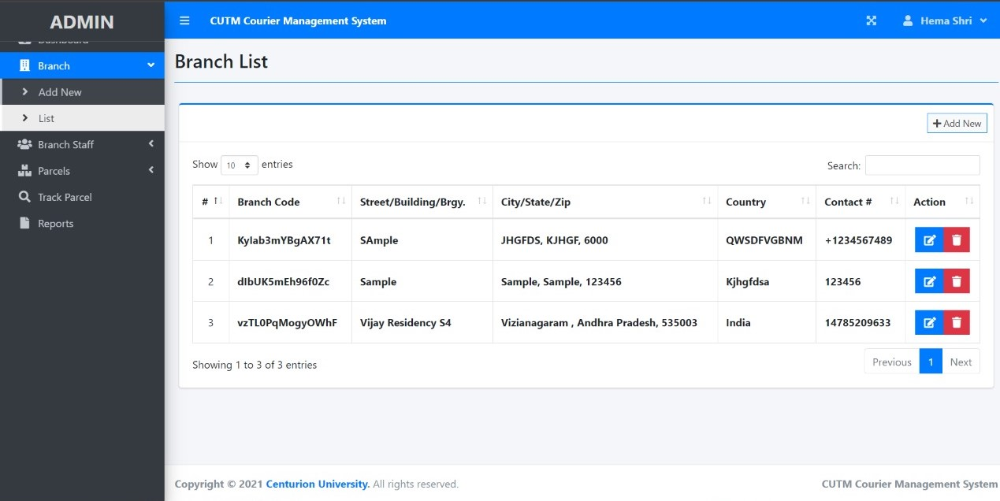 ADMIN
CUTM Courier Management System
Hema Shri
Dashboard
Branch
Add New
List
Branch Staff
Parcels
Track Parcel
Reports
Branch List
Add New
Show 10 entries
Search:
# Branch Code Street/Building/Brgy. City/State/Zip Country Contact # Action
1 Kylab3mYBgAX71t SAmple JHGFDS, KJHGF, 6000 QWSDFVGBNM +1234567489
2 dIbUK5mEh96f0Zc Sample Sample, Sample, 123456 Kjhgfdsa 123456
3 vzTL0PqMogyOWhF Vijay Residency S4 Vizianagaram , Andhra Pradesh, 535003 India 14785209633
Showing 1 to 3 of 3 entries
Previous 1 Next
Copyright © 2021 Centurion University. All rights reserved.
CUTM Courier Management System